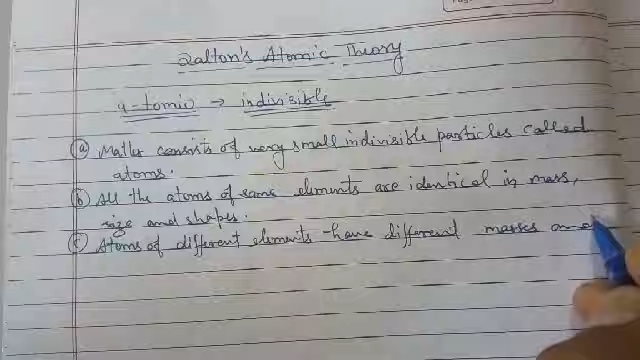 Dalton's Atomic Theory
a-tomio → indivisible
(a) Matter consists of very small indivisible particles called
atoms.
(b) All the atoms of same elements are identical in mass,
size and shapes.
(c) Atoms of different elements have different masses and